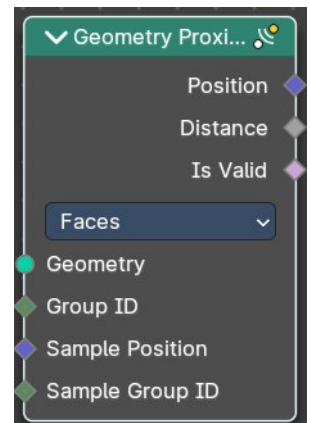 Geometry Proxi...
Position
Distance
Is Valid
Faces
Geometry
Group ID
Sample Position
Sample Group ID